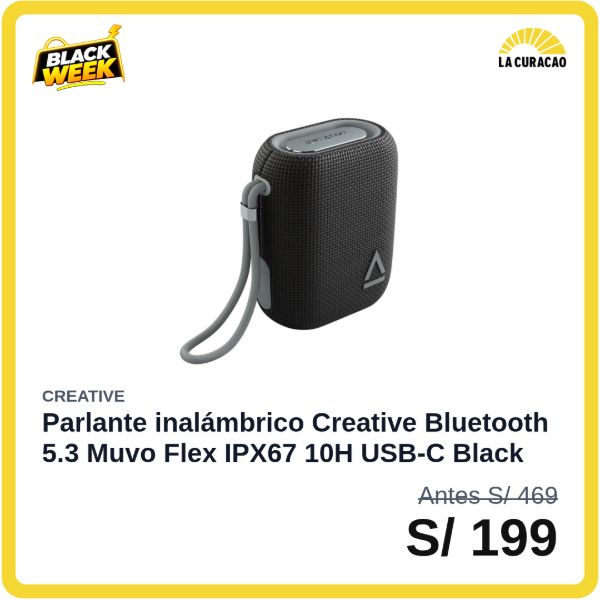 BLACK
WEEK
LA CURACAO
CREATIVE
Parlante inalámbrico Creative Bluetooth
5.3 Muvo Flex IPX67 10H USB-C Black
Antes S/ 469
S/ 199